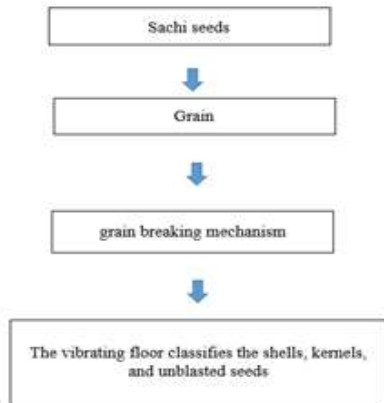 Sachi seeds
Grain
grain breaking mechanism
The vibrating floor classifies the shells, kernels,
and unblasted seeds